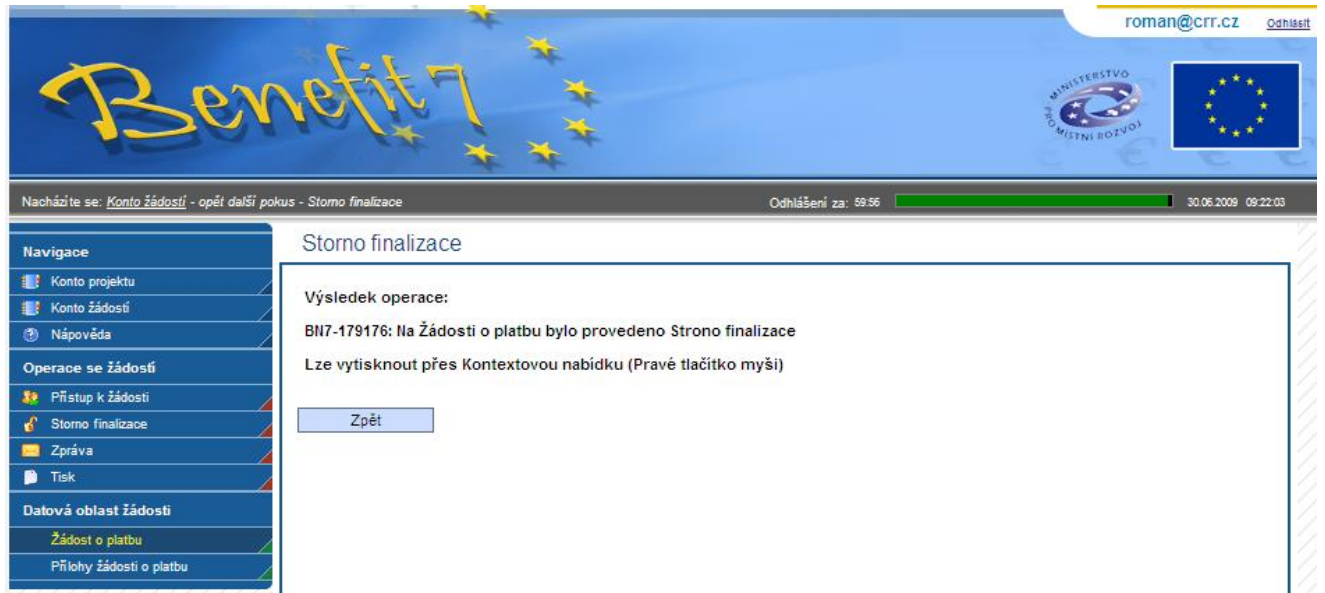 roman@crr.cz Odhlásit
Benefit 7
MINISTERSTVO
PRO MÍSTNÍ ROZVOJ
Nacházíte se: Konto žádostí - opět další pokus - Storno finalizace Odhlášení za: 59:56 30.06.2009 09:22:03
Navigace
Konto projektu
Konto žádostí
Nápověda
Operace se žádostí
Přístup k žádosti
Storno finalizace
Zpráva
Tisk
Datová oblast žádosti
Žádost o platbu
Přílohy žádosti o platbu
Storno finalizace
Výsledek operace:
BN7-179176: Na Žádosti o platbu bylo provedeno Strono finalizace
Lze vytisknout přes Kontextovou nabídku (Pravé tlačítko myši)
Zpět